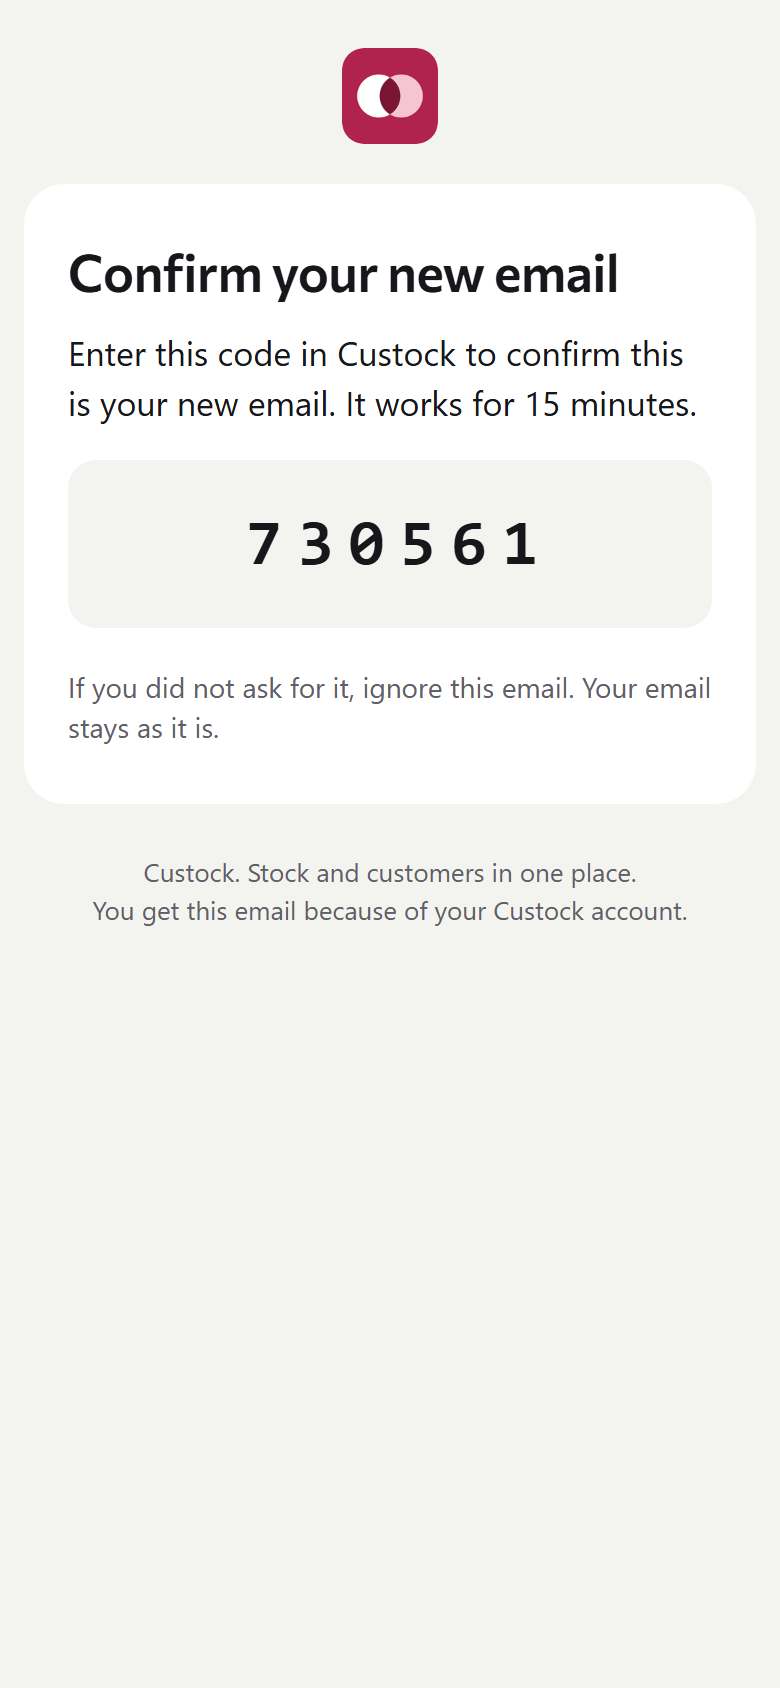 Confirm your new email
Enter this code in Custock to confirm this
is your new email. It works for 15 minutes.
730561
If you did not ask for it, ignore this email. Your email
stays as it is.
Custock. Stock and customers in one place.
You get this email because of your Custock account.